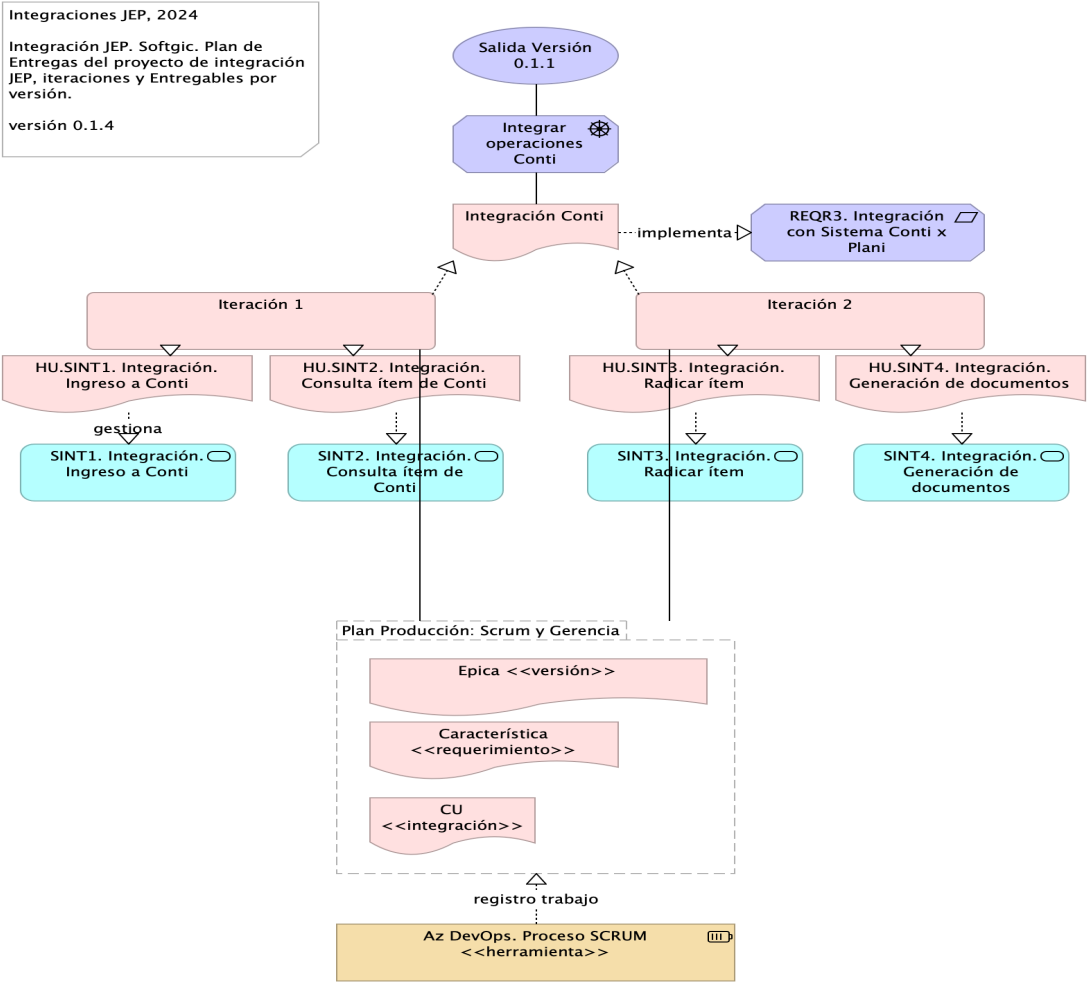 Integraciones JEP, 2024
Integración JEP. Softgic. Plan de
Entregas del proyecto de integración
JEP, iteraciones y Entregables por
versión.
versión 0.1.4
Salida Versión
0.1.1
Integrar
operaciones
Conti
Integración Conti
implementa
REQR3. Integración
con Sistema Conti x
Plani
Iteración 1
Iteración 2
HU.SINT1. Integración.
Ingreso a Conti
HU.SINT2. Integración.
Consulta ítem de Conti
HU.SINT3. Integración.
Radicar ítem
HU.SINT4. Integración.
Generación de documentos
gestiona
SINT1. Integración.
Ingreso a Conti
SINT2. Integración.
Consulta ítem de
Conti
SINT3. Integración.
Radicar ítem
SINT4. Integración.
Generación de
documentos
Plan Producción: Scrum y Gerencia
Epica <<versión>>
Característica
<<requerimiento>>
CU
<<integración>>
registro trabajo
Az DevOps. Proceso SCRUM
<<herramienta>>